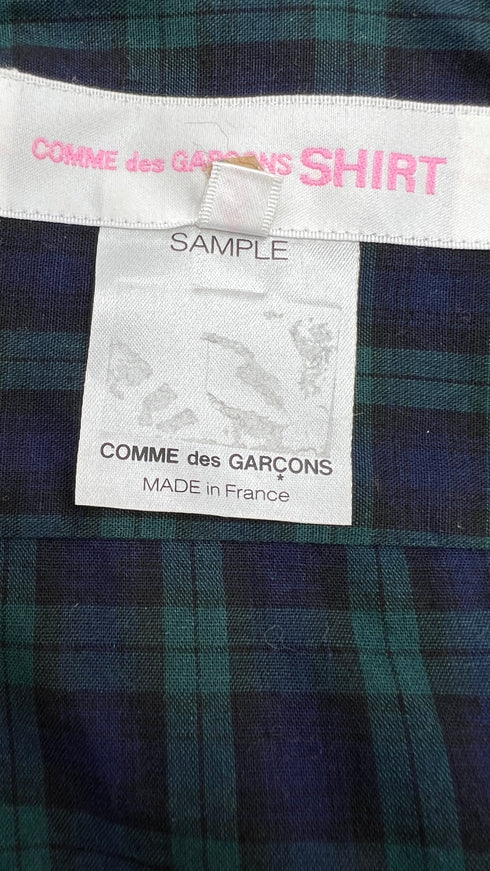 COMME des GARÇONS SHIRT
SAMPLE
COMME des GARÇONS
*
MADE in France